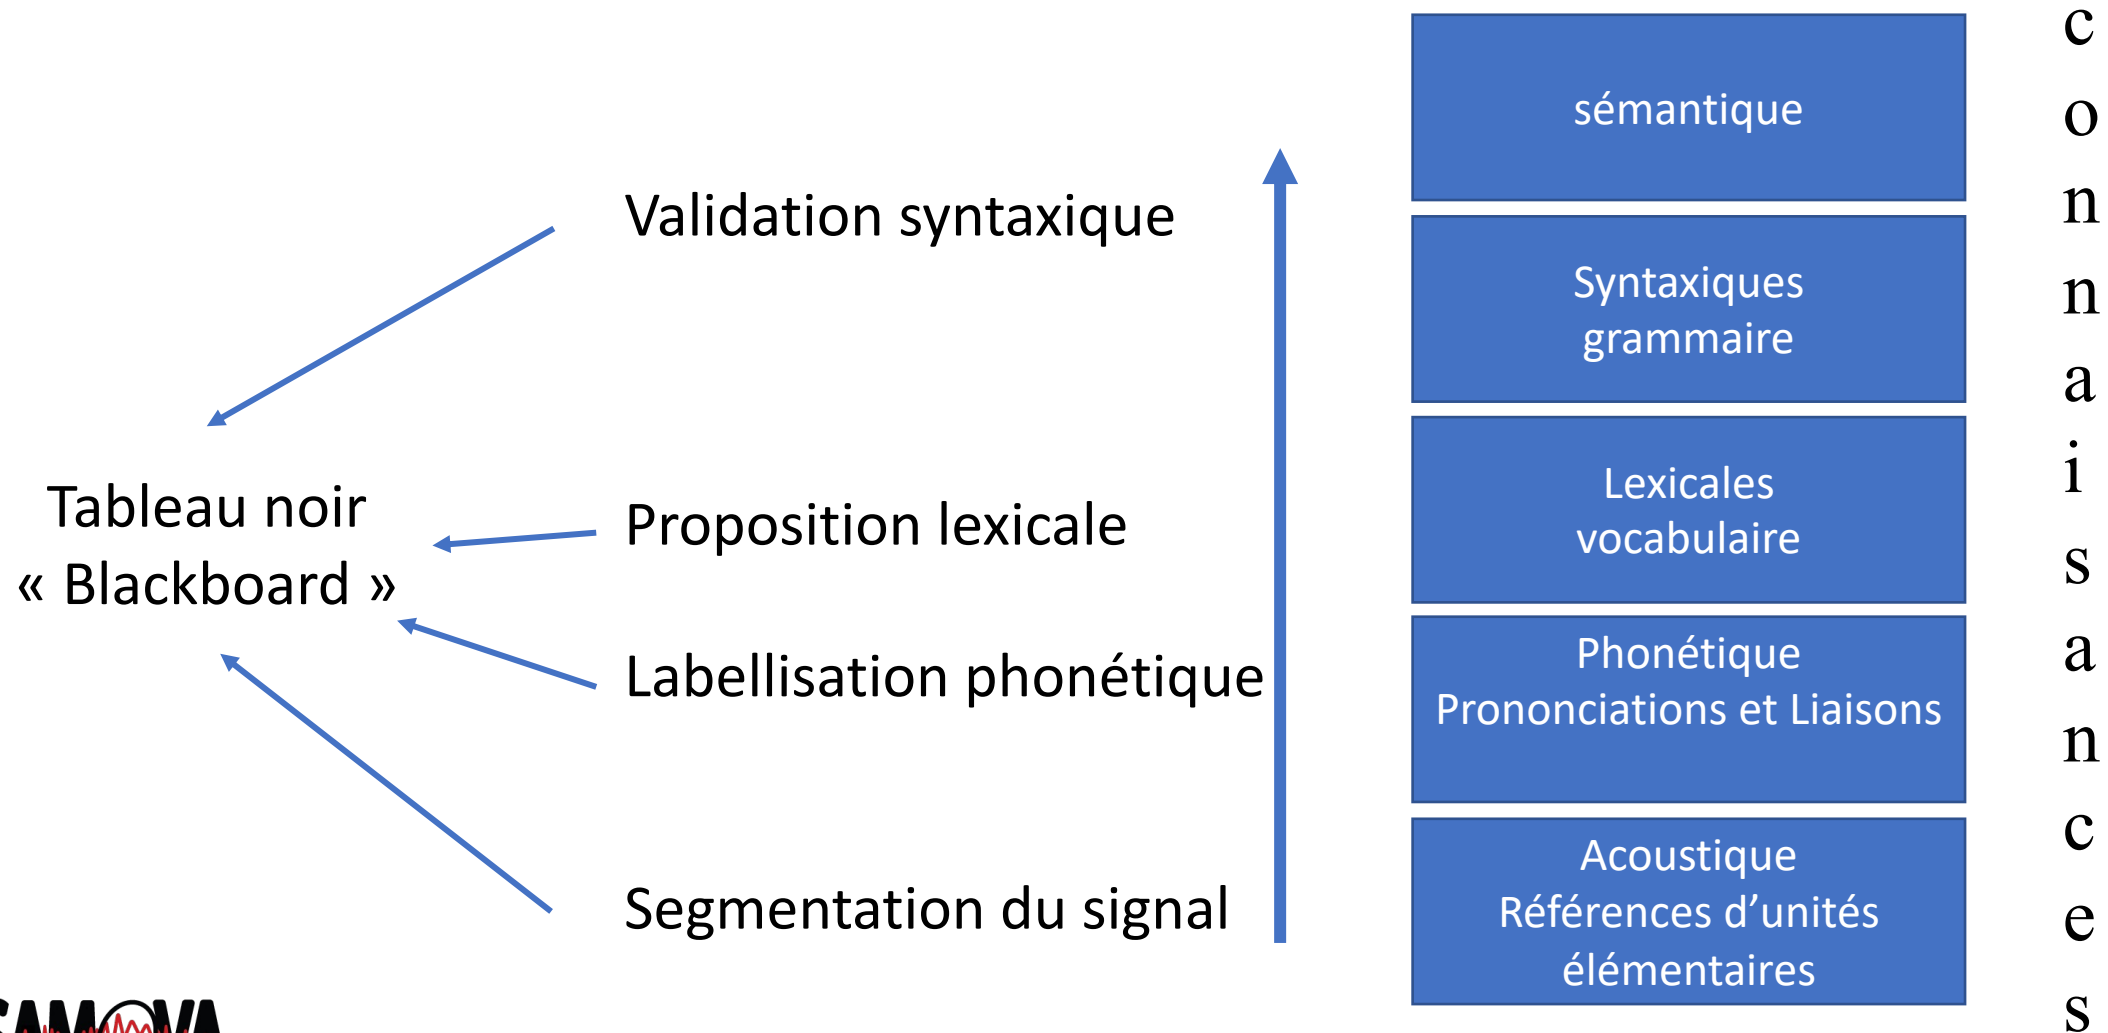 Validation syntaxique
Tableau noir
« Blackboard »
Proposition lexicale
Labellisation phonétique
Segmentation du signal
sémantique
Syntaxiques
grammaire
Lexicales
vocabulaire
Phonétique
Prononciations et Liaisons
Acoustique
Références d’unités
élémentaires
c
o
n
n
a
i
s
a
n
c
e
s
SAMOVA